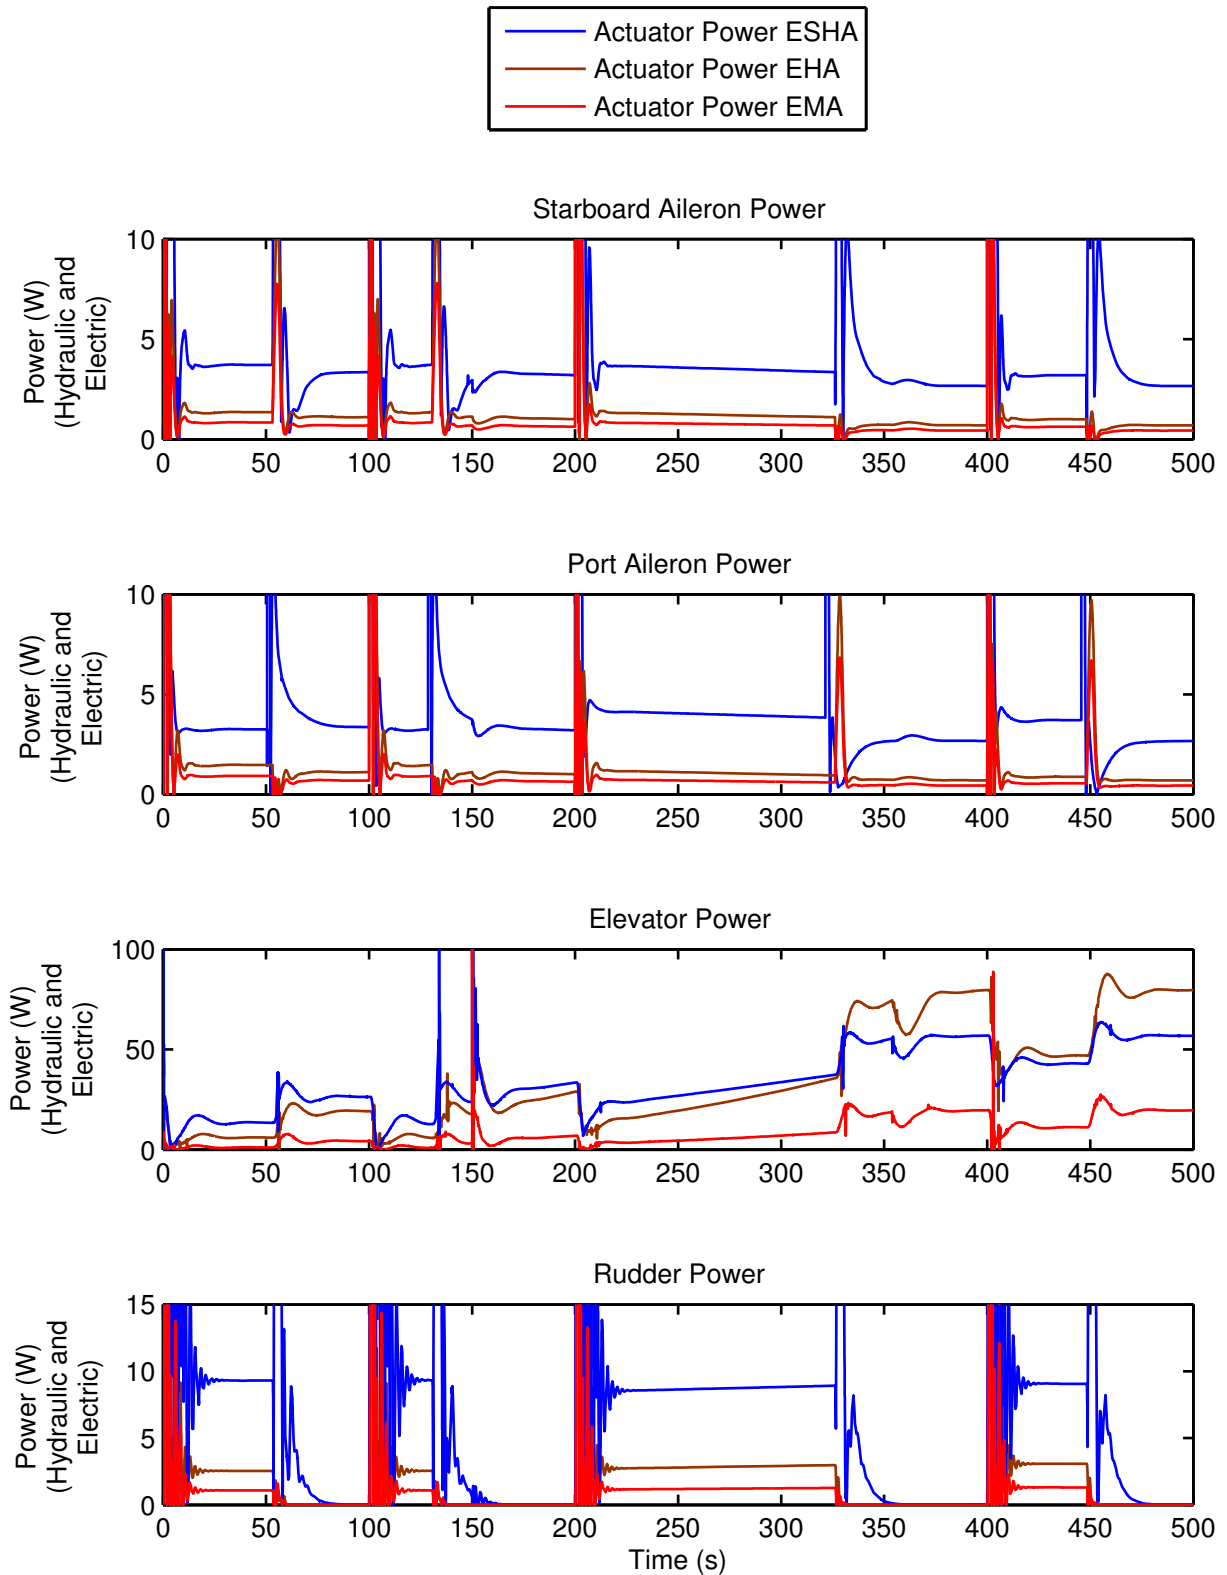 Actuator Power ESHA
Actuator Power EHA
Actuator Power EMA
Starboard Aileron Power
Power (W)
(Hydraulic and
Electric)
10
5
0
0 50 100 150 200 250 300 350 400 450 500
Port Aileron Power
Power (W)
(Hydraulic and
Electric)
10
5
0
0 50 100 150 200 250 300 350 400 450 500
Elevator Power
Power (W)
(Hydraulic and
Electric)
100
50
0
0 50 100 150 200 250 300 350 400 450 500
Rudder Power
Power (W)
(Hydraulic and
Electric)
15
10
5
0
0 50 100 150 200 250 300 350 400 450 500
Time (s)